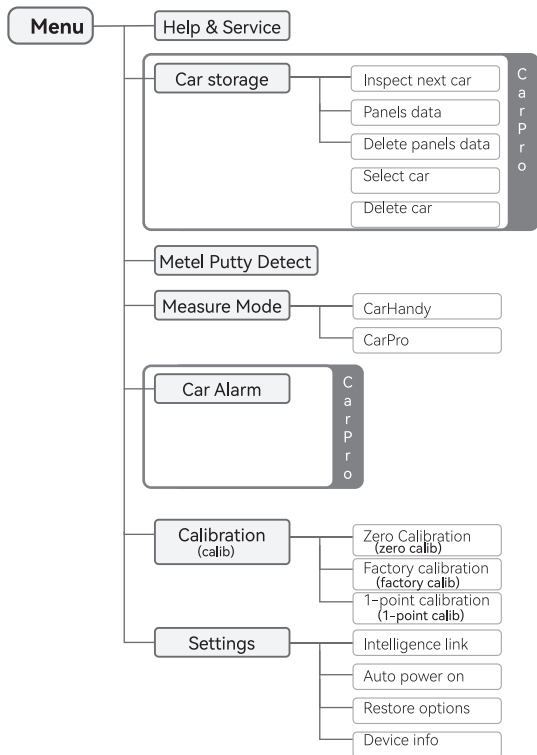 Menu
Help & Service
Car storage
Inspect next car
Panels data
Delete panels data
Select car
Delete car
CarPro
Metel Putty Detect
Measure Mode
CarHandy
CarPro
Car Alarm
CarPro
Calibration
(calib)
Zero Calibration
(zero calib)
Factory calibration
(factory calib)
1-point calibration
(1-point calib)
Settings
Intelligence link
Auto power on
Restore options
Device info